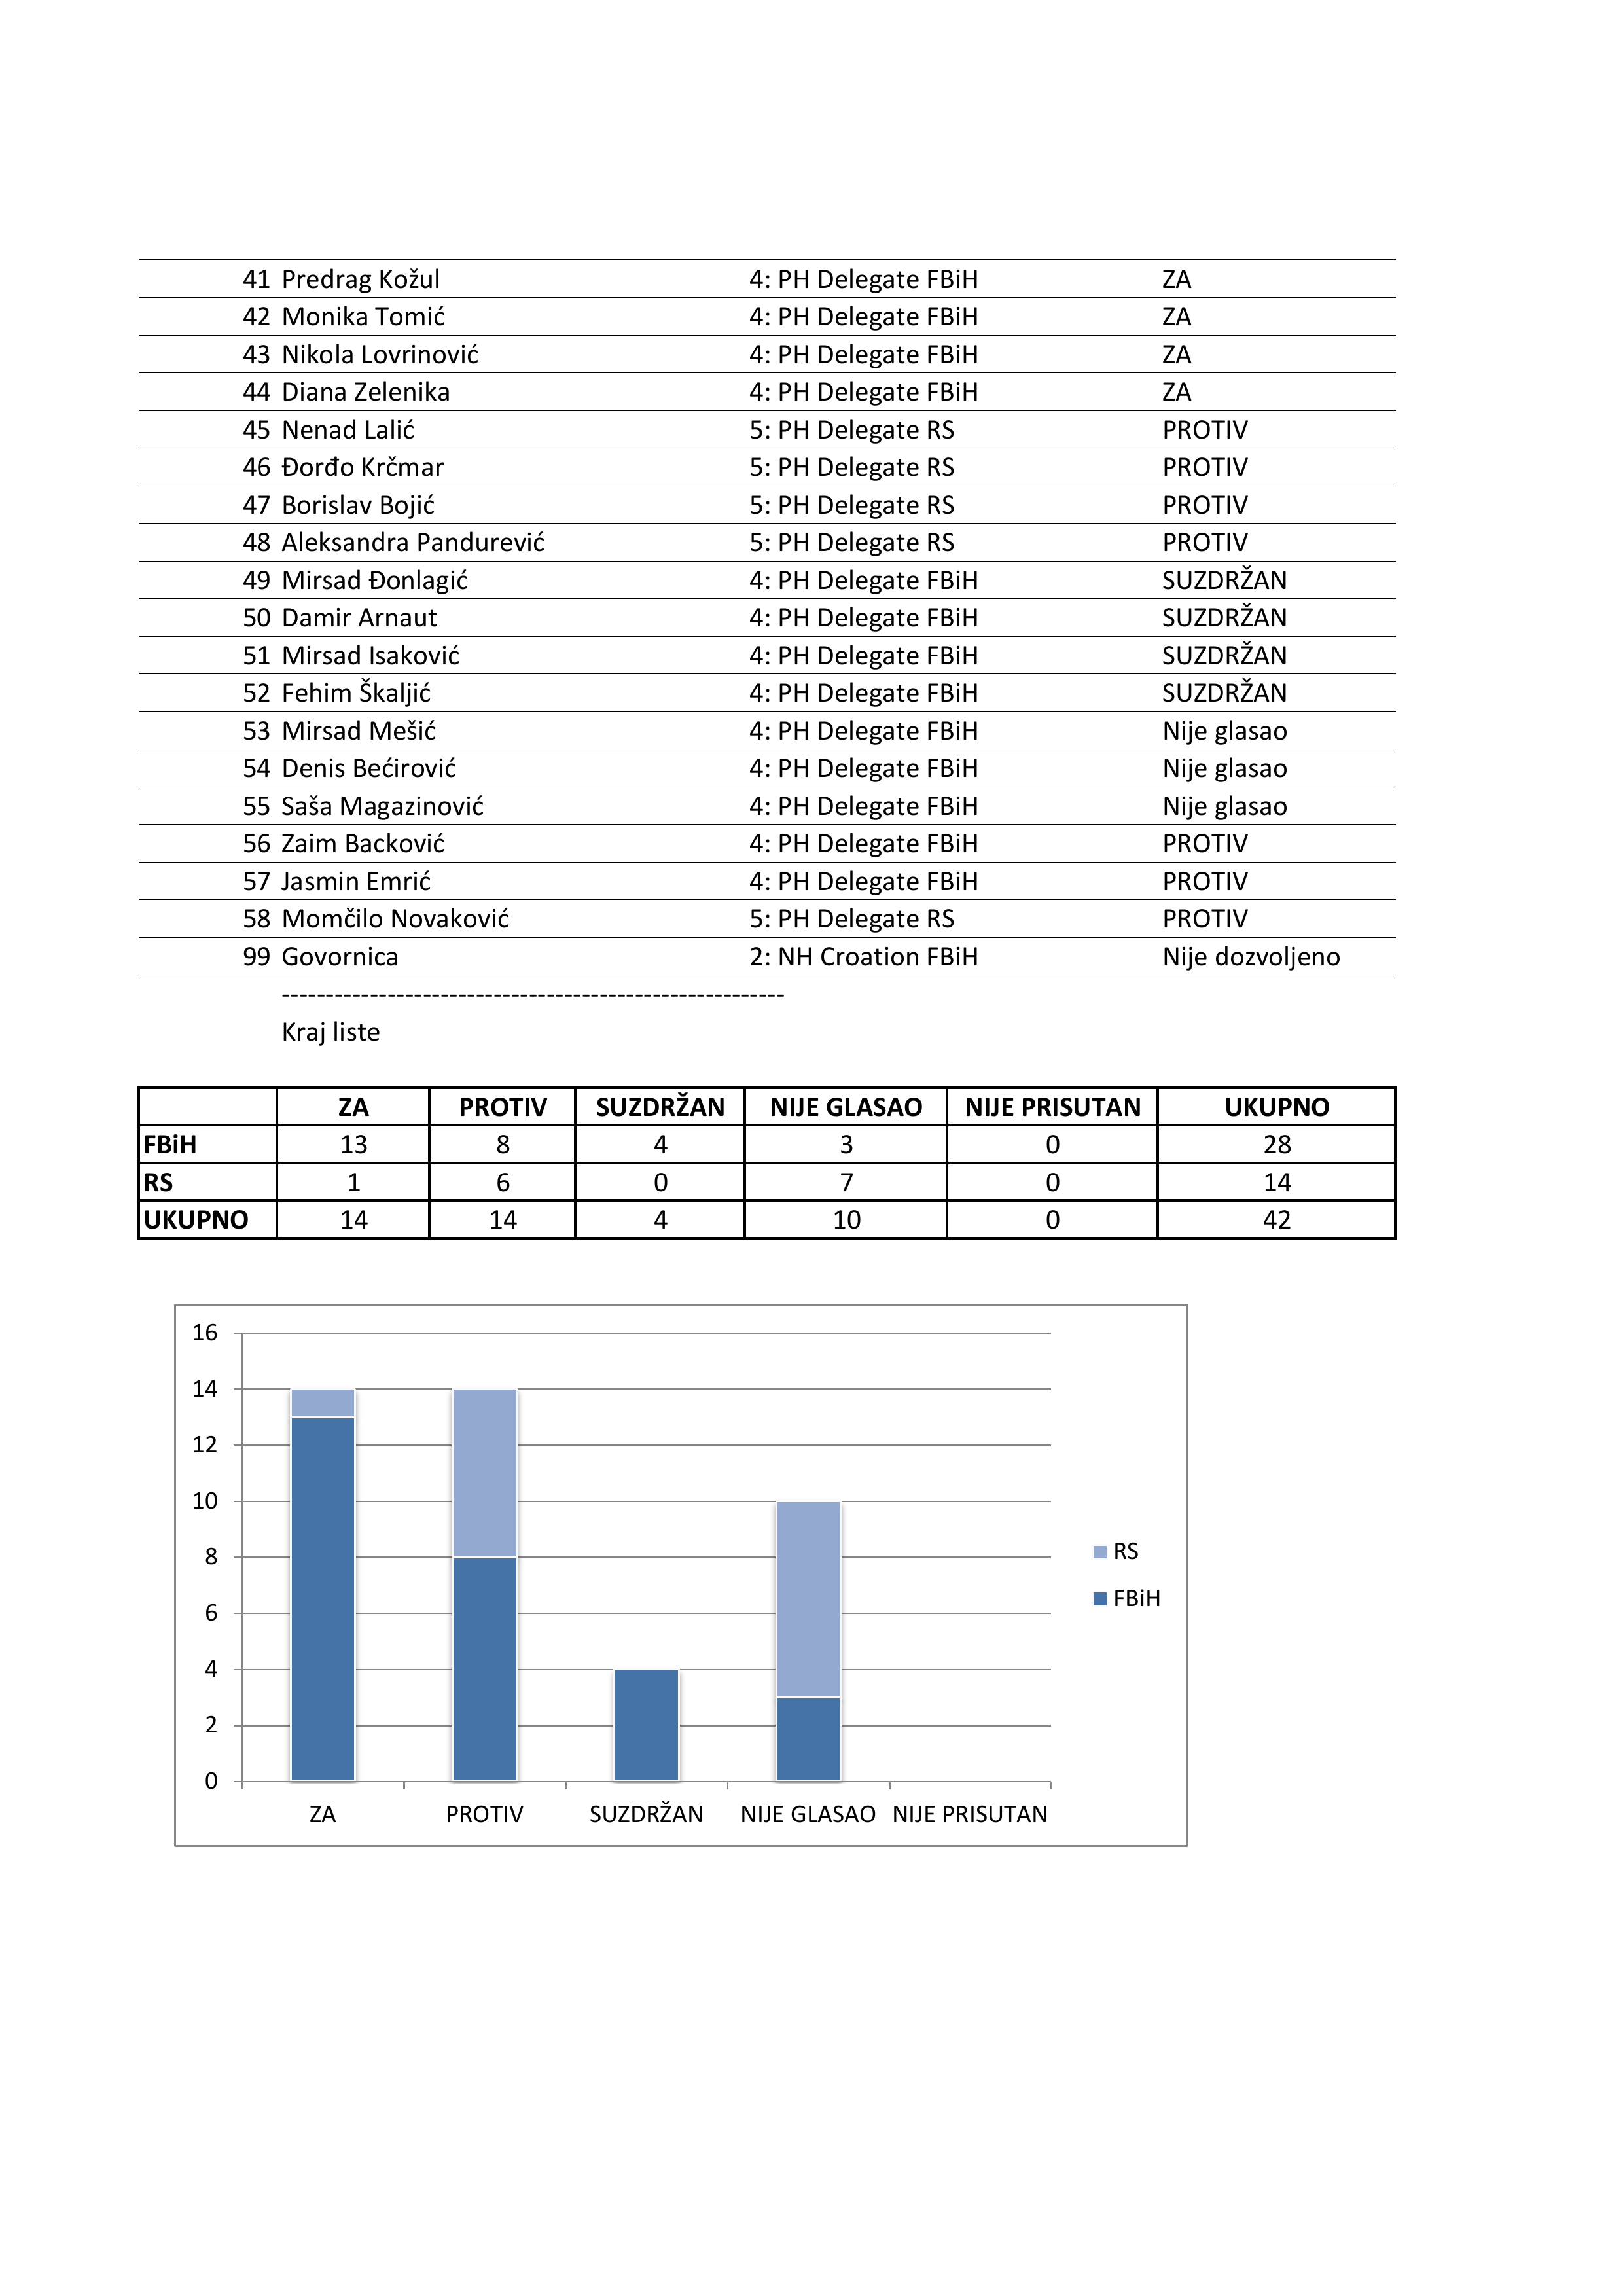 41 Predrag Kožul 4: PH Delegate FBiH ZA
42 Monika Tomić 4: PH Delegate FBiH ZA
43 Nikola Lovrinović 4: PH Delegate FBiH ZA
44 Diana Zelenika 4: PH Delegate FBiH ZA
45 Nenad Lalić 5: PH Delegate RS PROTIV
46 Đorđo Krčmar 5: PH Delegate RS PROTIV
47 Borislav Bojić 5: PH Delegate RS PROTIV
48 Aleksandra Pandurević 5: PH Delegate RS PROTIV
49 Mirsad Đonlagić 4: PH Delegate FBiH SUZDRŽAN
50 Damir Arnaut 4: PH Delegate FBiH SUZDRŽAN
51 Mirsad Isaković 4: PH Delegate FBiH SUZDRŽAN
52 Fehim Škaljić 4: PH Delegate FBiH SUZDRŽAN
53 Mirsad Mešić 4: PH Delegate FBiH Nije glasao
54 Denis Bećirović 4: PH Delegate FBiH Nije glasao
55 Saša Magazinović 4: PH Delegate FBiH Nije glasao
56 Zaim Backović 4: PH Delegate FBiH PROTIV
57 Jasmin Emrić 4: PH Delegate FBiH PROTIV
58 Momčilo Novaković 5: PH Delegate RS PROTIV
99 Govornica 2: NH Croation FBiH Nije dozvoljeno
---------------------------------------------------------
Kraj liste
ZA PROTIV SUZDRŽAN NIJE GLASAO NIJE PRISUTAN UKUPNO
FBiH 13 8 4 3 0 28
RS 1 6 0 7 0 14
UKUPNO 14 14 4 10 0 42
16
14
12
10
8
6
4
2
0
ZA PROTIV SUZDRŽAN NIJE GLASAO NIJE PRISUTAN
RS
FBiH